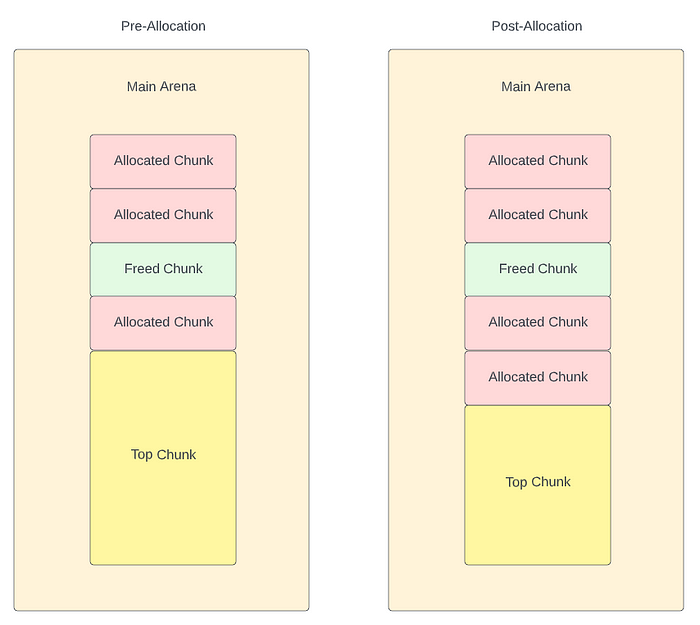 Pre-Allocation
Main Arena
Allocated Chunk
Allocated Chunk
Freed Chunk
Allocated Chunk
Top Chunk
Post-Allocation
Main Arena
Allocated Chunk
Allocated Chunk
Freed Chunk
Allocated Chunk
Allocated Chunk
Top Chunk